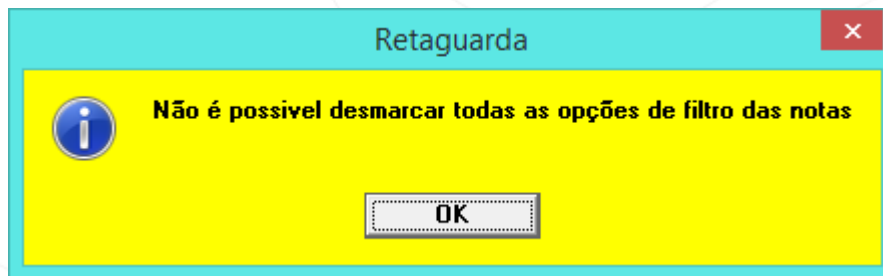 Retaguarda
Não é possivel desmarcar todas as opções de filtro das notas
OK